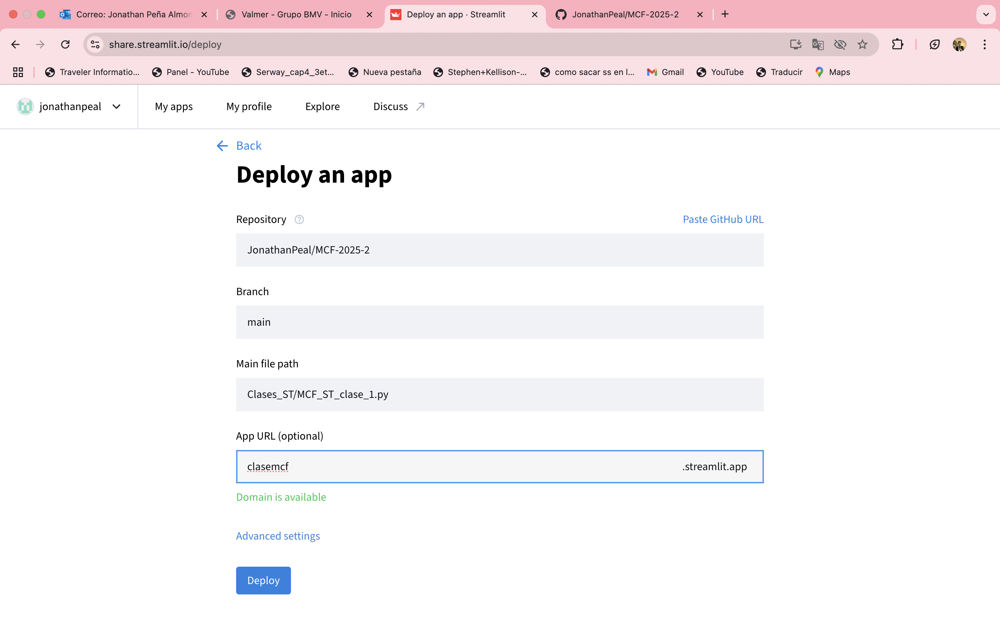 Correo: Jonathan Peña Almon
Valmer - Grupo BMV - Inicio
Deploy an app · Streamlit
JonathanPeal/MCF-2025-2
share.streamlit.io/deploy
Traveler Informatio...
Panel - YouTube
Serway_cap4_3et...
Nueva pestaña
Stephen+Kellison-...
como sacar ss en l...
Gmail
YouTube
Traducir
Maps
jonathanpeal
My apps
My profile
Explore
Discuss
Back
Deploy an app
Repository
Paste GitHub URL
JonathanPeal/MCF-2025-2
Branch
main
Main file path
Clases_ST/MCF_ST_clase_1.py
App URL (optional)
clasemcf
.streamlit.app
Domain is available
Advanced settings
Deploy